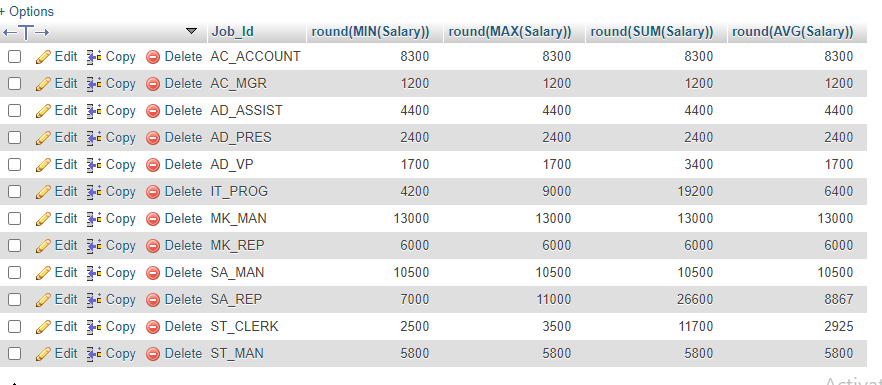 + Options
←T→ Job_Id round(MIN(Salary)) round(MAX(Salary)) round(SUM(Salary)) round(AVG(Salary))
Edit Copy Delete AC_ACCOUNT 8300 8300 8300 8300
Edit Copy Delete AC_MGR 1200 1200 1200 1200
Edit Copy Delete AD_ASSIST 4400 4400 4400 4400
Edit Copy Delete AD_PRES 2400 2400 2400 2400
Edit Copy Delete AD_VP 1700 1700 3400 1700
Edit Copy Delete IT_PROG 4200 9000 19200 6400
Edit Copy Delete MK_MAN 13000 13000 13000 13000
Edit Copy Delete MK_REP 6000 6000 6000 6000
Edit Copy Delete SA_MAN 10500 10500 10500 10500
Edit Copy Delete SA_REP 7000 11000 26600 8867
Edit Copy Delete ST_CLERK 2500 3500 11700 2925
Edit Copy Delete ST_MAN 5800 5800 5800 5800